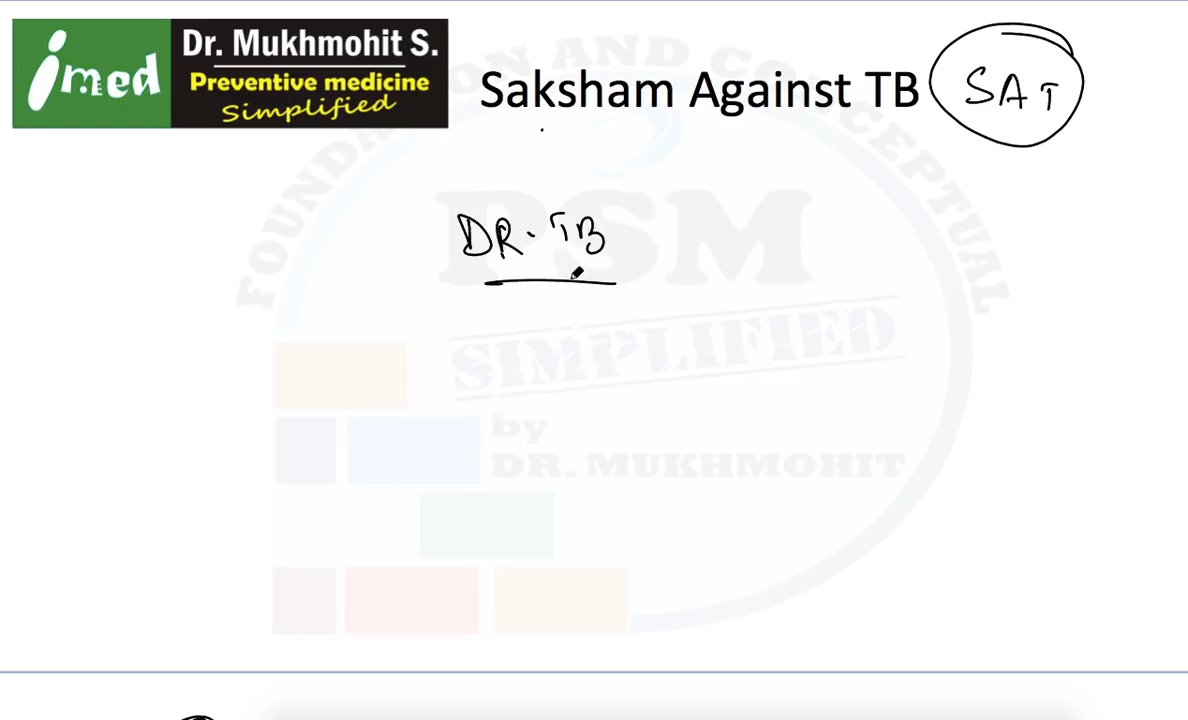 imed
Dr. Mukhmohit S.
Preventive medicine
Simplified
Saksham Against TB
SAT
DR-TB
FOUNDATION AND CONCEPTUAL
PSM
SIMPLIFIED
by
DR. MUKHMOHIT